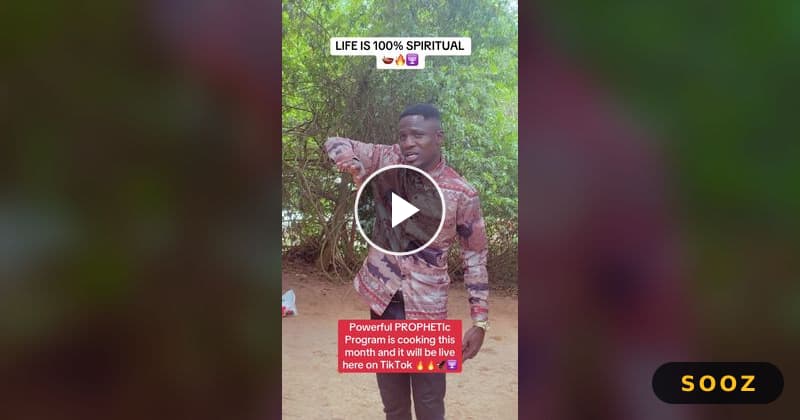 LIFE IS 100% SPIRITUAL
Powerful PROPHETIc
Program is cooking this
month and it will be live
here on TikTok
SOOZ